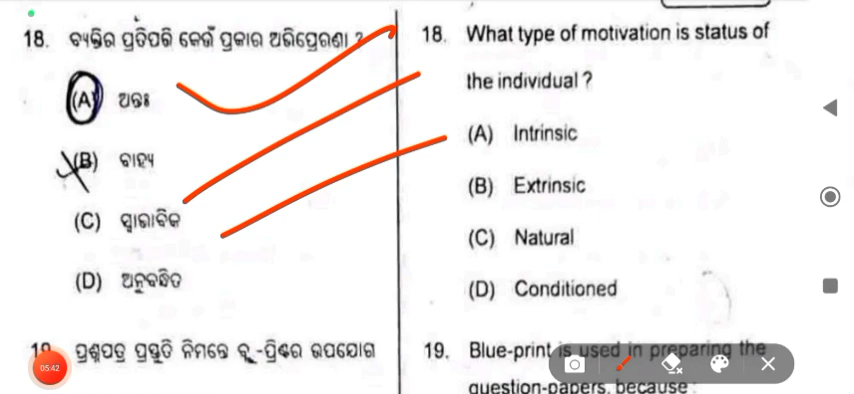 18. ବ୍ୟକ୍ତିର ପ୍ରତିପତ୍ତି କେଉଁ ପ୍ରକାର ଅଭିପ୍ରେରଣା ?
(A) ଅନ୍ତଃ
(B) ବାହ୍ୟ
(C) ସ୍ୱାଭାବିକ
(D) ଅନୁବନ୍ଧିତ
19. ପ୍ରଶ୍ନପତ୍ର ପ୍ରସ୍ତୁତି ନିମନ୍ତେ ବ୍ଲୁ-ପ୍ରିଣ୍ଟର ଉପଯୋଗ
05:42
18. What type of motivation is status of
the individual ?
(A) Intrinsic
(B) Extrinsic
(C) Natural
(D) Conditioned
19. Blue-print is used in preparing the
question-papers, because :